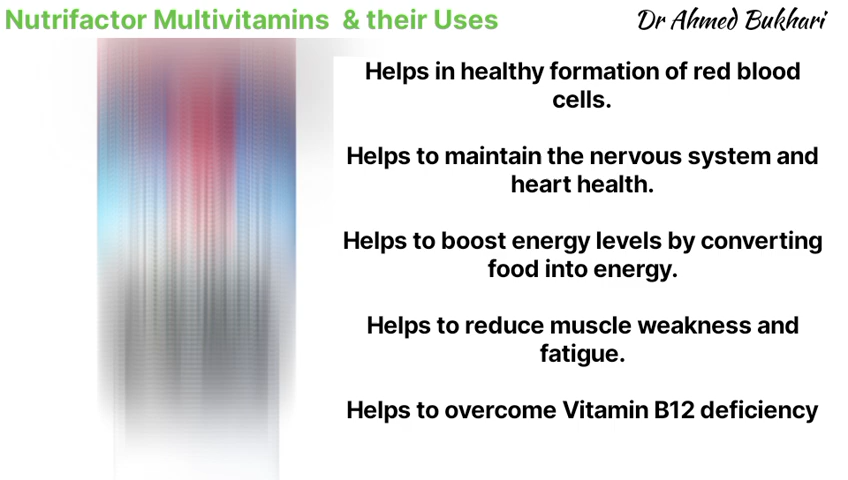 Nutrifactor Multivitamins & their Uses
Dr Ahmed Bukhari
Helps in healthy formation of red blood
cells.
Helps to maintain the nervous system and
heart health.
Helps to boost energy levels by converting
food into energy.
Helps to reduce muscle weakness and
fatigue.
Helps to overcome Vitamin B12 deficiency